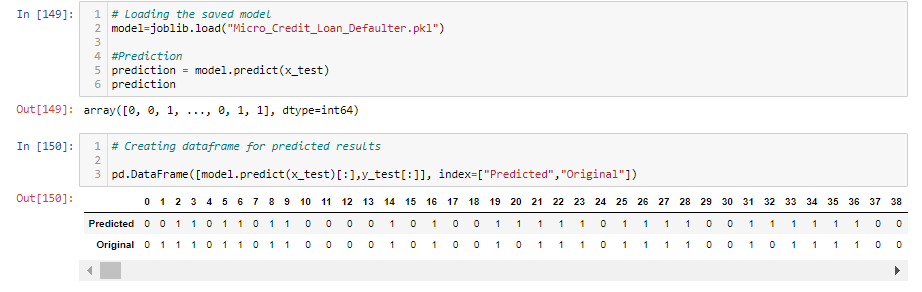 In [149]:
1 # Loading the saved model
2 model=joblib.load("Micro_Credit_Loan_Defaulter.pkl")
3
4 #Prediction
5 prediction = model.predict(x_test)
6 prediction
Out[149]: array([0, 0, 1, ..., 0, 1, 1], dtype=int64)
In [150]:
1 # Creating dataframe for predicted results
2
3 pd.DataFrame([model.predict(x_test)[:],y_test[:]], index=["Predicted","Original"])
Out[150]:
0 1 2 3 4 5 6 7 8 9 10 11 12 13 14 15 16 17 18 19 20 21 22 23 24 25 26 27 28 29 30 31 32 33 34 35 36 37 38
Predicted 0 0 1 1 0 1 1 0 1 1 0 0 0 0 1 0 1 0 0 1 1 1 1 1 0 1 1 1 1 0 0 1 1 1 1 1 1 0 0
Original 0 1 1 1 0 1 1 0 1 1 0 0 0 0 1 0 1 0 0 1 0 1 1 1 0 1 1 1 1 0 0 1 0 1 1 1 1 0 0